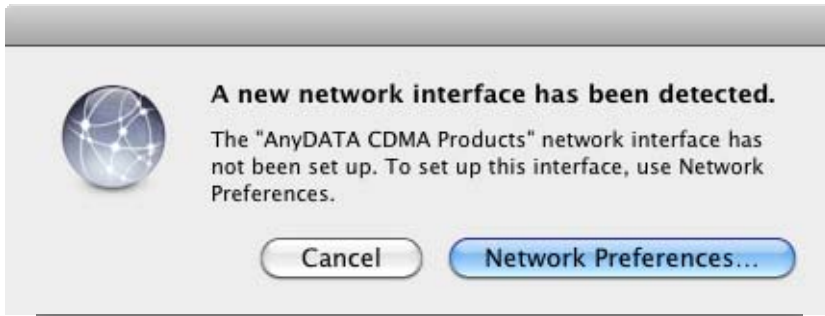 A new network interface has been detected.
The "AnyDATA CDMA Products" network interface has
not been set up. To set up this interface, use Network
Preferences.
Cancel
Network Preferences...